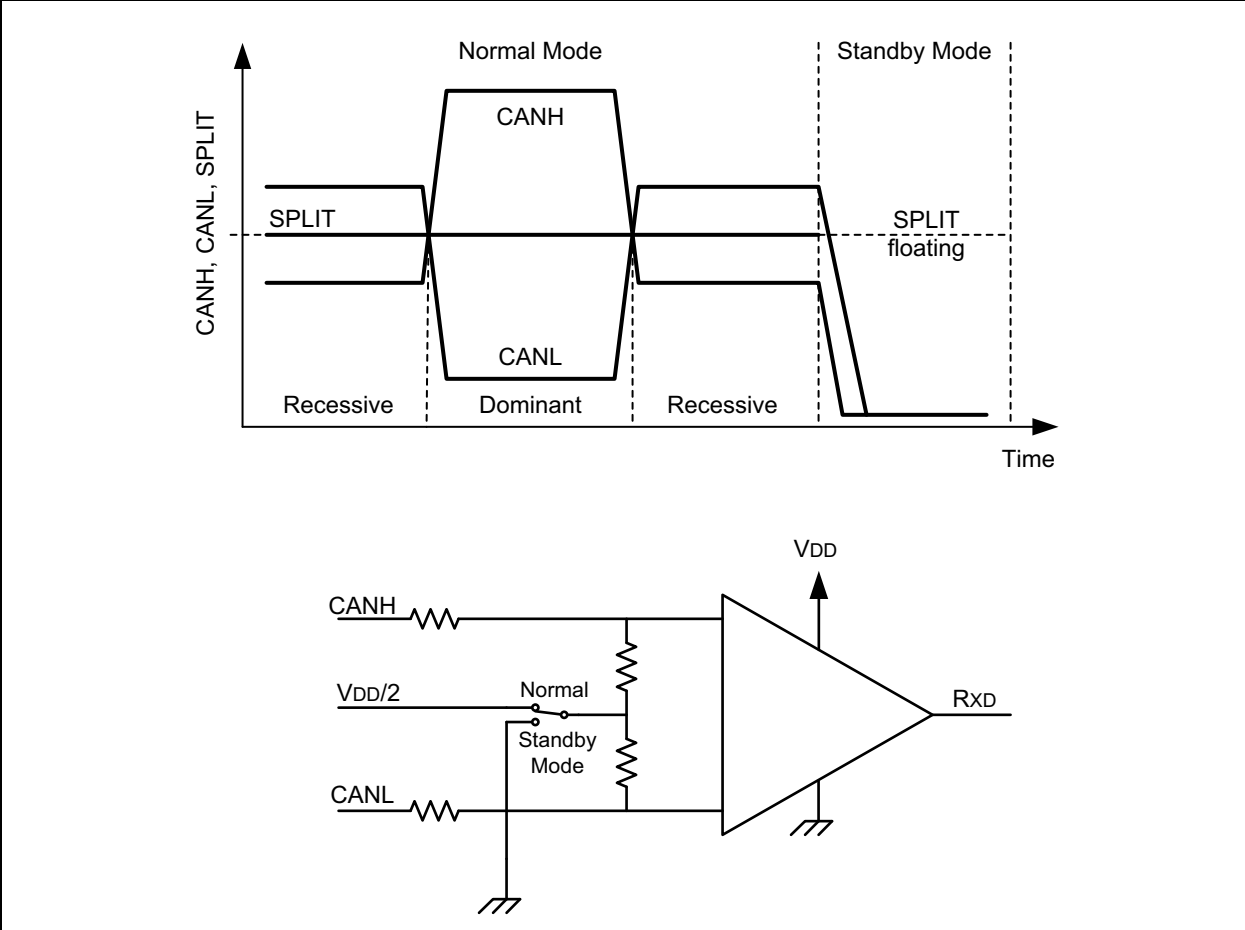 Normal Mode
Standby Mode
CANH, CANL, SPLIT
CANH
SPLIT
SPLIT
floating
CANL
Recessive
Dominant
Recessive
Time
VDD
CANH
VDD/2
Normal
Standby
Mode
RXD
CANL